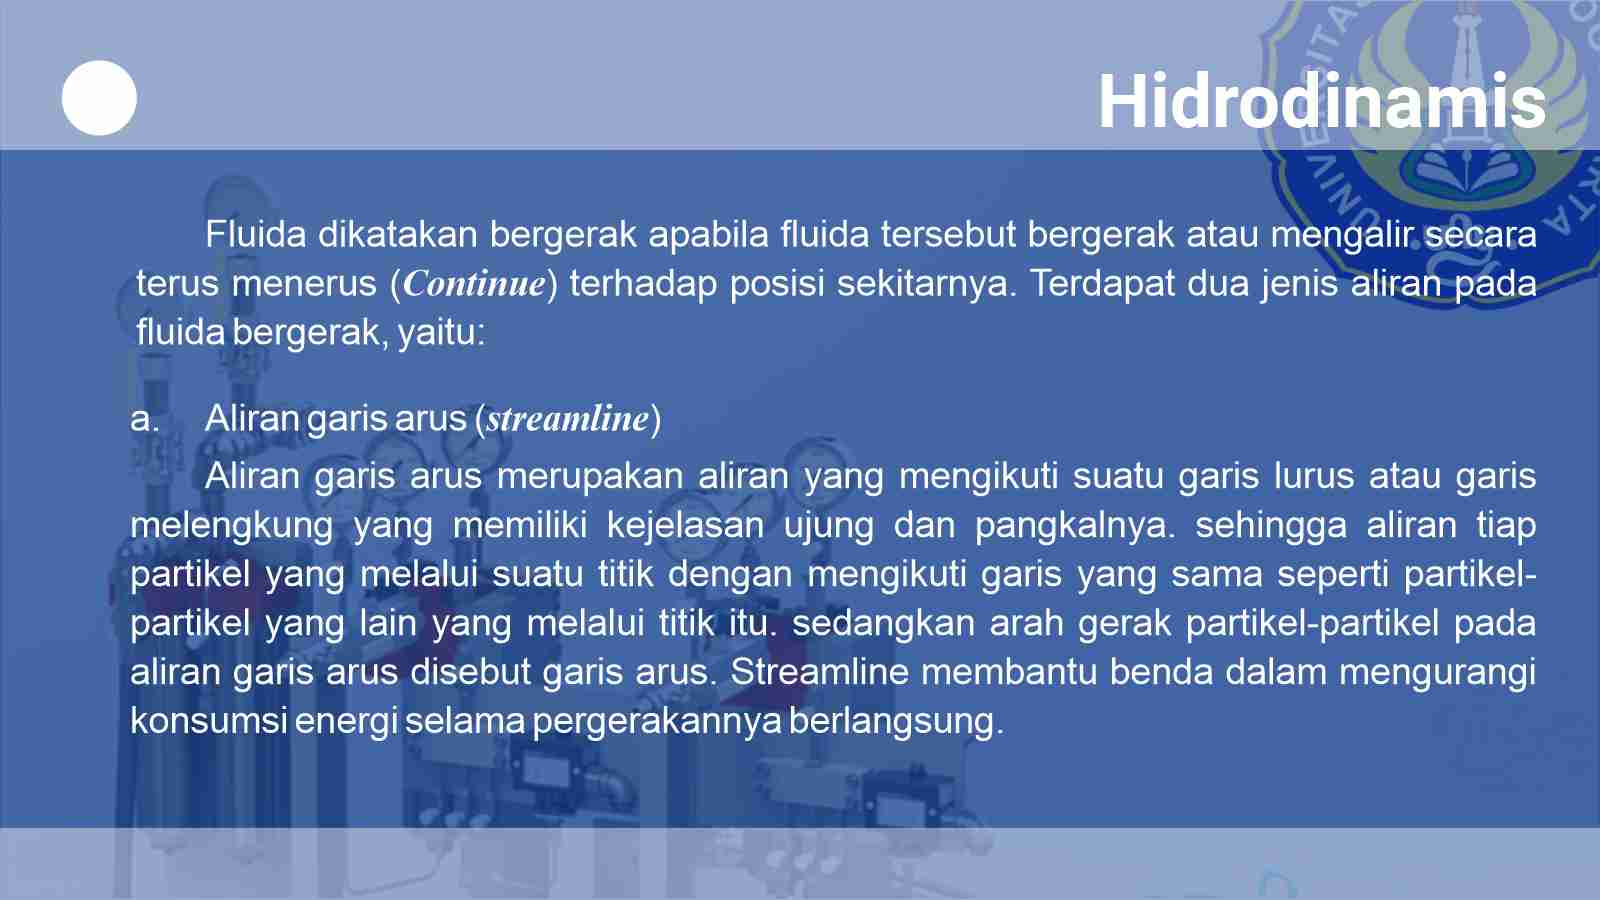 Hidrodinamis
Fluida dikatakan bergerak apabila fluida tersebut bergerak atau mengalir secara
terus menerus (Continue) terhadap posisi sekitarnya. Terdapat dua jenis aliran pada
fluida bergerak, yaitu:
a. Aliran garis arus (streamline)
Aliran garis arus merupakan aliran yang mengikuti suatu garis lurus atau garis
melengkung yang memiliki kejelasan ujung dan pangkalnya. sehingga aliran tiap
partikel yang melalui suatu titik dengan mengikuti garis yang sama seperti partikel-
partikel yang lain yang melalui titik itu. sedangkan arah gerak partikel-partikel pada
aliran garis arus disebut garis arus. Streamline membantu benda dalam mengurangi
konsumsi energi selama pergerakannya berlangsung.